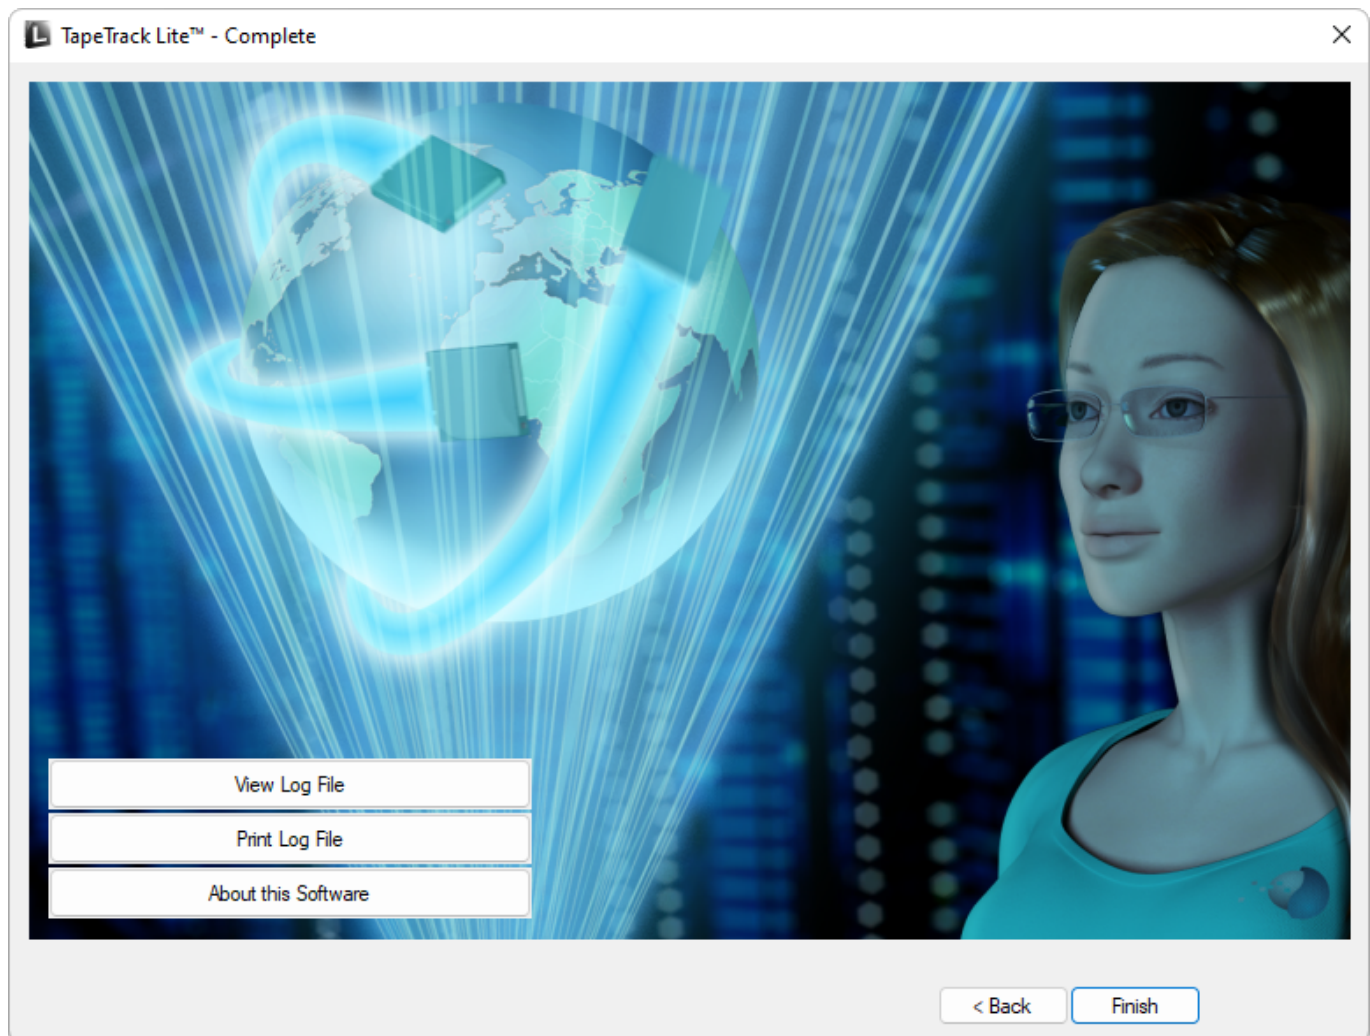 TapeTrack Lite™ - Complete
View Log File
Print Log File
About this Software
< Back
Finish